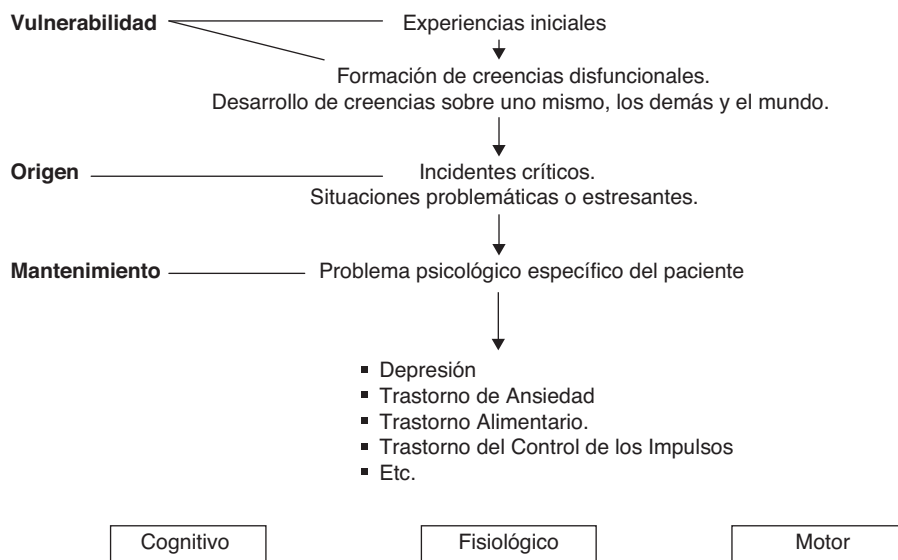 Vulnerabilidad Experiencias iniciales
Formación de creencias disfuncionales.
Desarrollo de creencias sobre uno mismo, los demás y el mundo.
Origen Incidentes críticos.
Situaciones problemáticas o estresantes.
Mantenimiento Problema psicológico específico del paciente
▪ Depresión
▪ Trastorno de Ansiedad
▪ Trastorno Alimentario.
▪ Trastorno del Control de los Impulsos
▪ Etc.
Cognitivo Fisiológico Motor